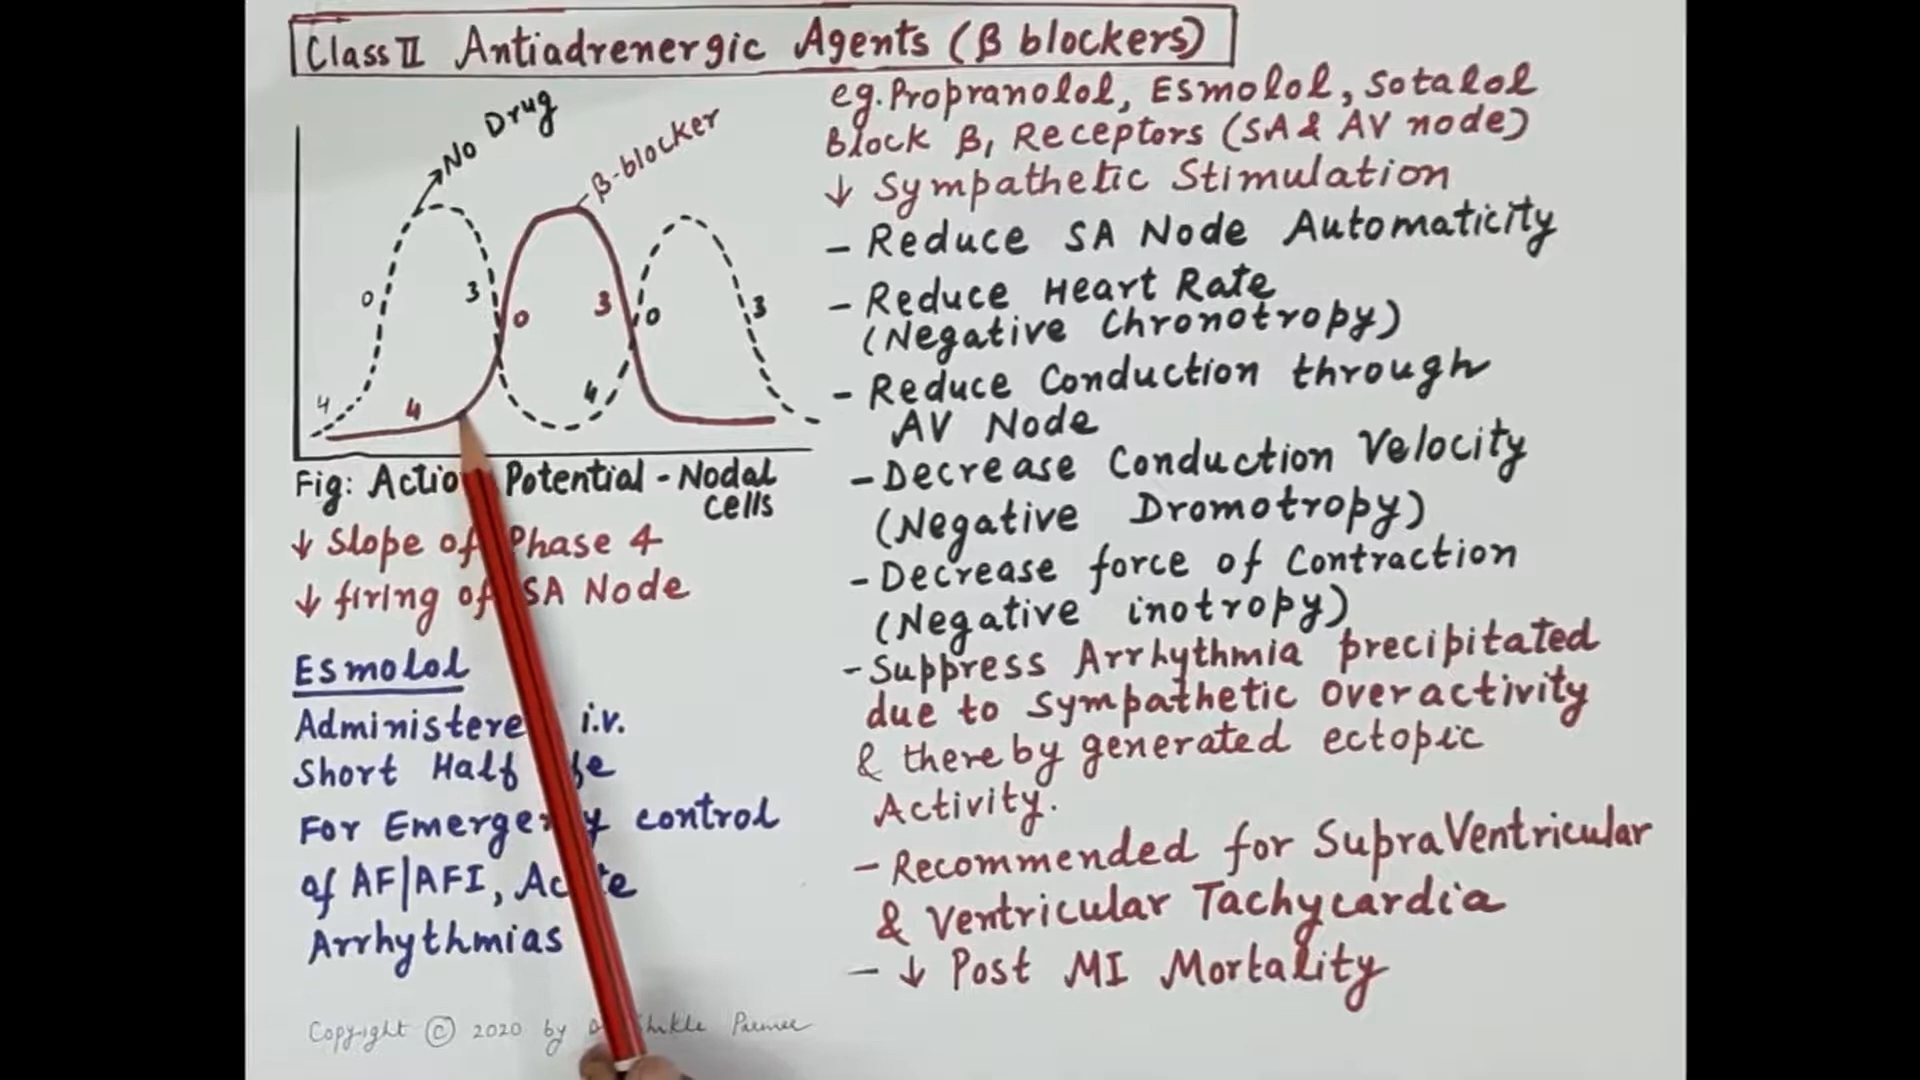 Class II Antiadrenergic Agents (β blockers)
No Drug
β-blocker
0
3
0
3
0
3
4
4
4
Fig: Actio Potential - Nodal
cells
↓ Slope of Phase 4
↓ firing of SA Node
Esmolol
Administere i.v.
Short Half
For Emerge y control
of AF/AFI, Ac te
Arrhythmias
eg. Propranolol, Esmolol, Sotalol
Block β1 Receptors (SA & AV node)
↓ Sympathetic Stimulation
- Reduce SA Node Automaticity
- Reduce Heart Rate
(Negative Chronotropy)
- Reduce Conduction through
AV Node
- Decrease Conduction Velocity
(Negative Dromotropy)
- Decrease force of Contraction
(Negative inotropy)
- Suppress Arrhythmia precipitated
due to sympathetic overactivity
& there by generated ectopic
Activity.
- Recommended for SupraVentricular
& Ventricular Tachycardia
- ↓ Post MI Mortality
Copyright © 2020 by